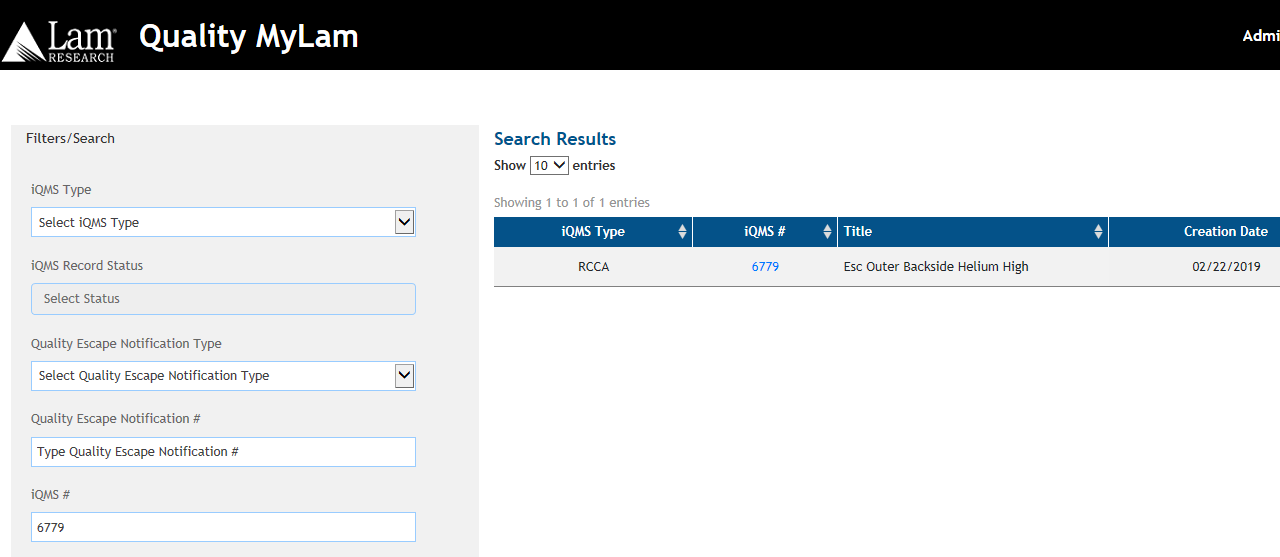 Lam® RESEARCH Quality MyLam Admi
Filters/Search
iQMS Type
Select iQMS Type
iQMS Record Status
Select Status
Quality Escape Notification Type
Select Quality Escape Notification Type
Quality Escape Notification #
Type Quality Escape Notification #
iQMS #
6779
Search Results
Show 10 entries
Showing 1 to 1 of 1 entries
iQMS Type iQMS # Title Creation Date
RCCA 6779 Esc Outer Backside Helium High 02/22/2019